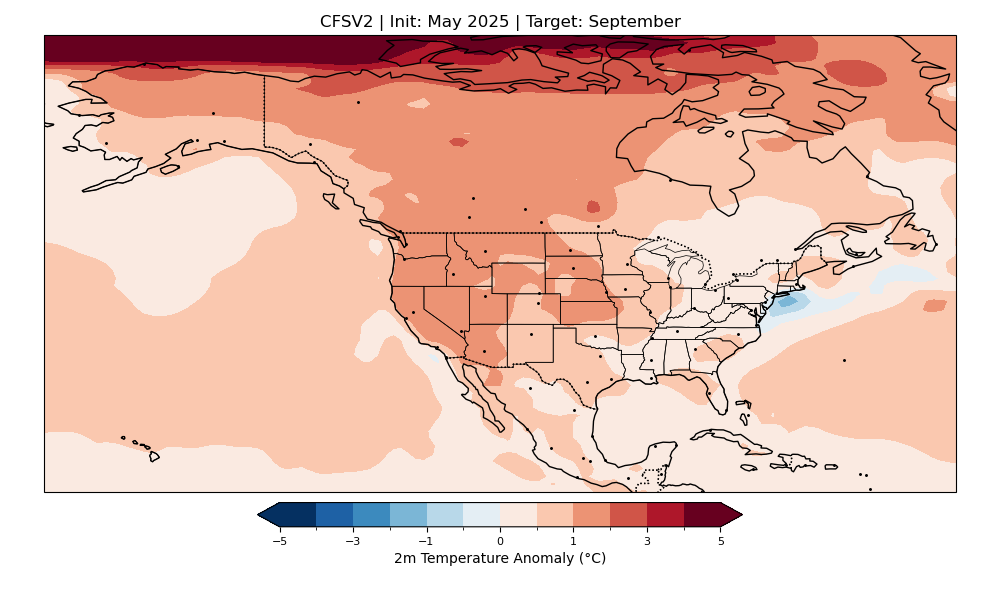 CFSV2 | Init: May 2025 | Target: September
−5 −3 −1 0 1 3 5
2m Temperature Anomaly (°C)